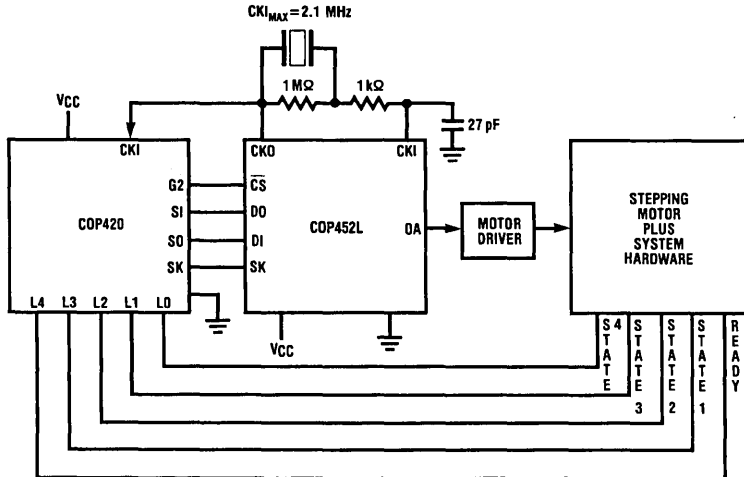 CKIMAX = 2.1 MHz
1 MΩ
1 kΩ
27 pF
VCC
CKI
CKO
CKI
G2
CS
SI
DO
COP420
COP452L
OA
MOTOR
DRIVER
STEPPING
MOTOR
PLUS
SYSTEM
HARDWARE
SO
DI
SK
SK
L4
L3
L2
L1
L0
VCC
STATE 4
STATE 3
STATE 2
STATE 1
READY